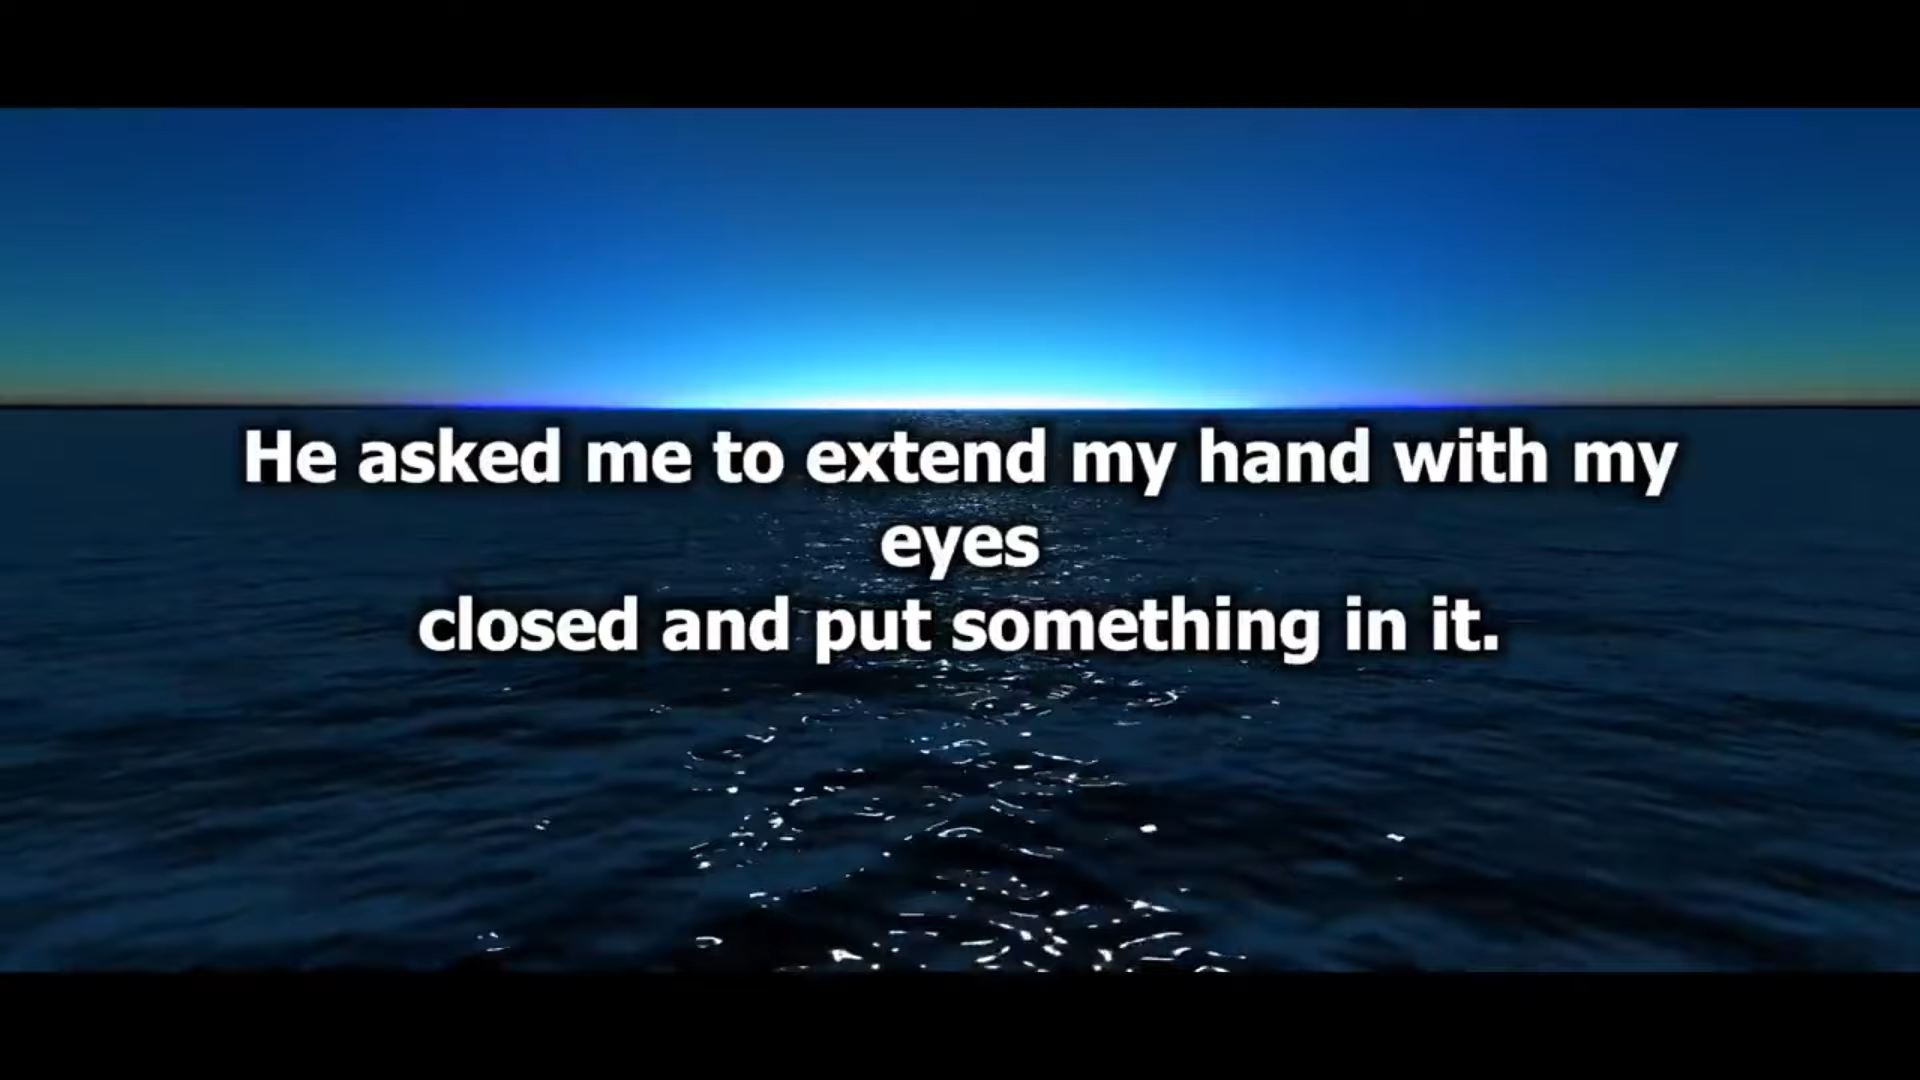 He asked me to extend my hand with my
eyes
closed and put something in it.